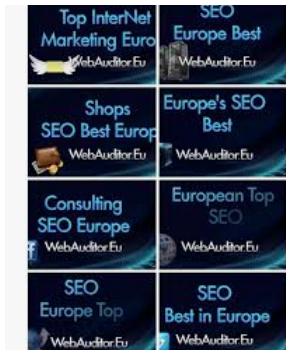 Top InterNet
Marketing Euro
WebAuditor.Eu
SEO
Europe Best
WebAuditor.Eu
Shops
SEO Best Europ
WebAuditor.Eu
Europe's SEO
Best
WebAuditor.Eu
Consulting
SEO Europe
WebAuditor.Eu
European Top
SEO
WebAuditor.Eu
SEO
Europe Top
WebAuditor.Eu
SEO
Best in Europe
WebAuditor.Eu